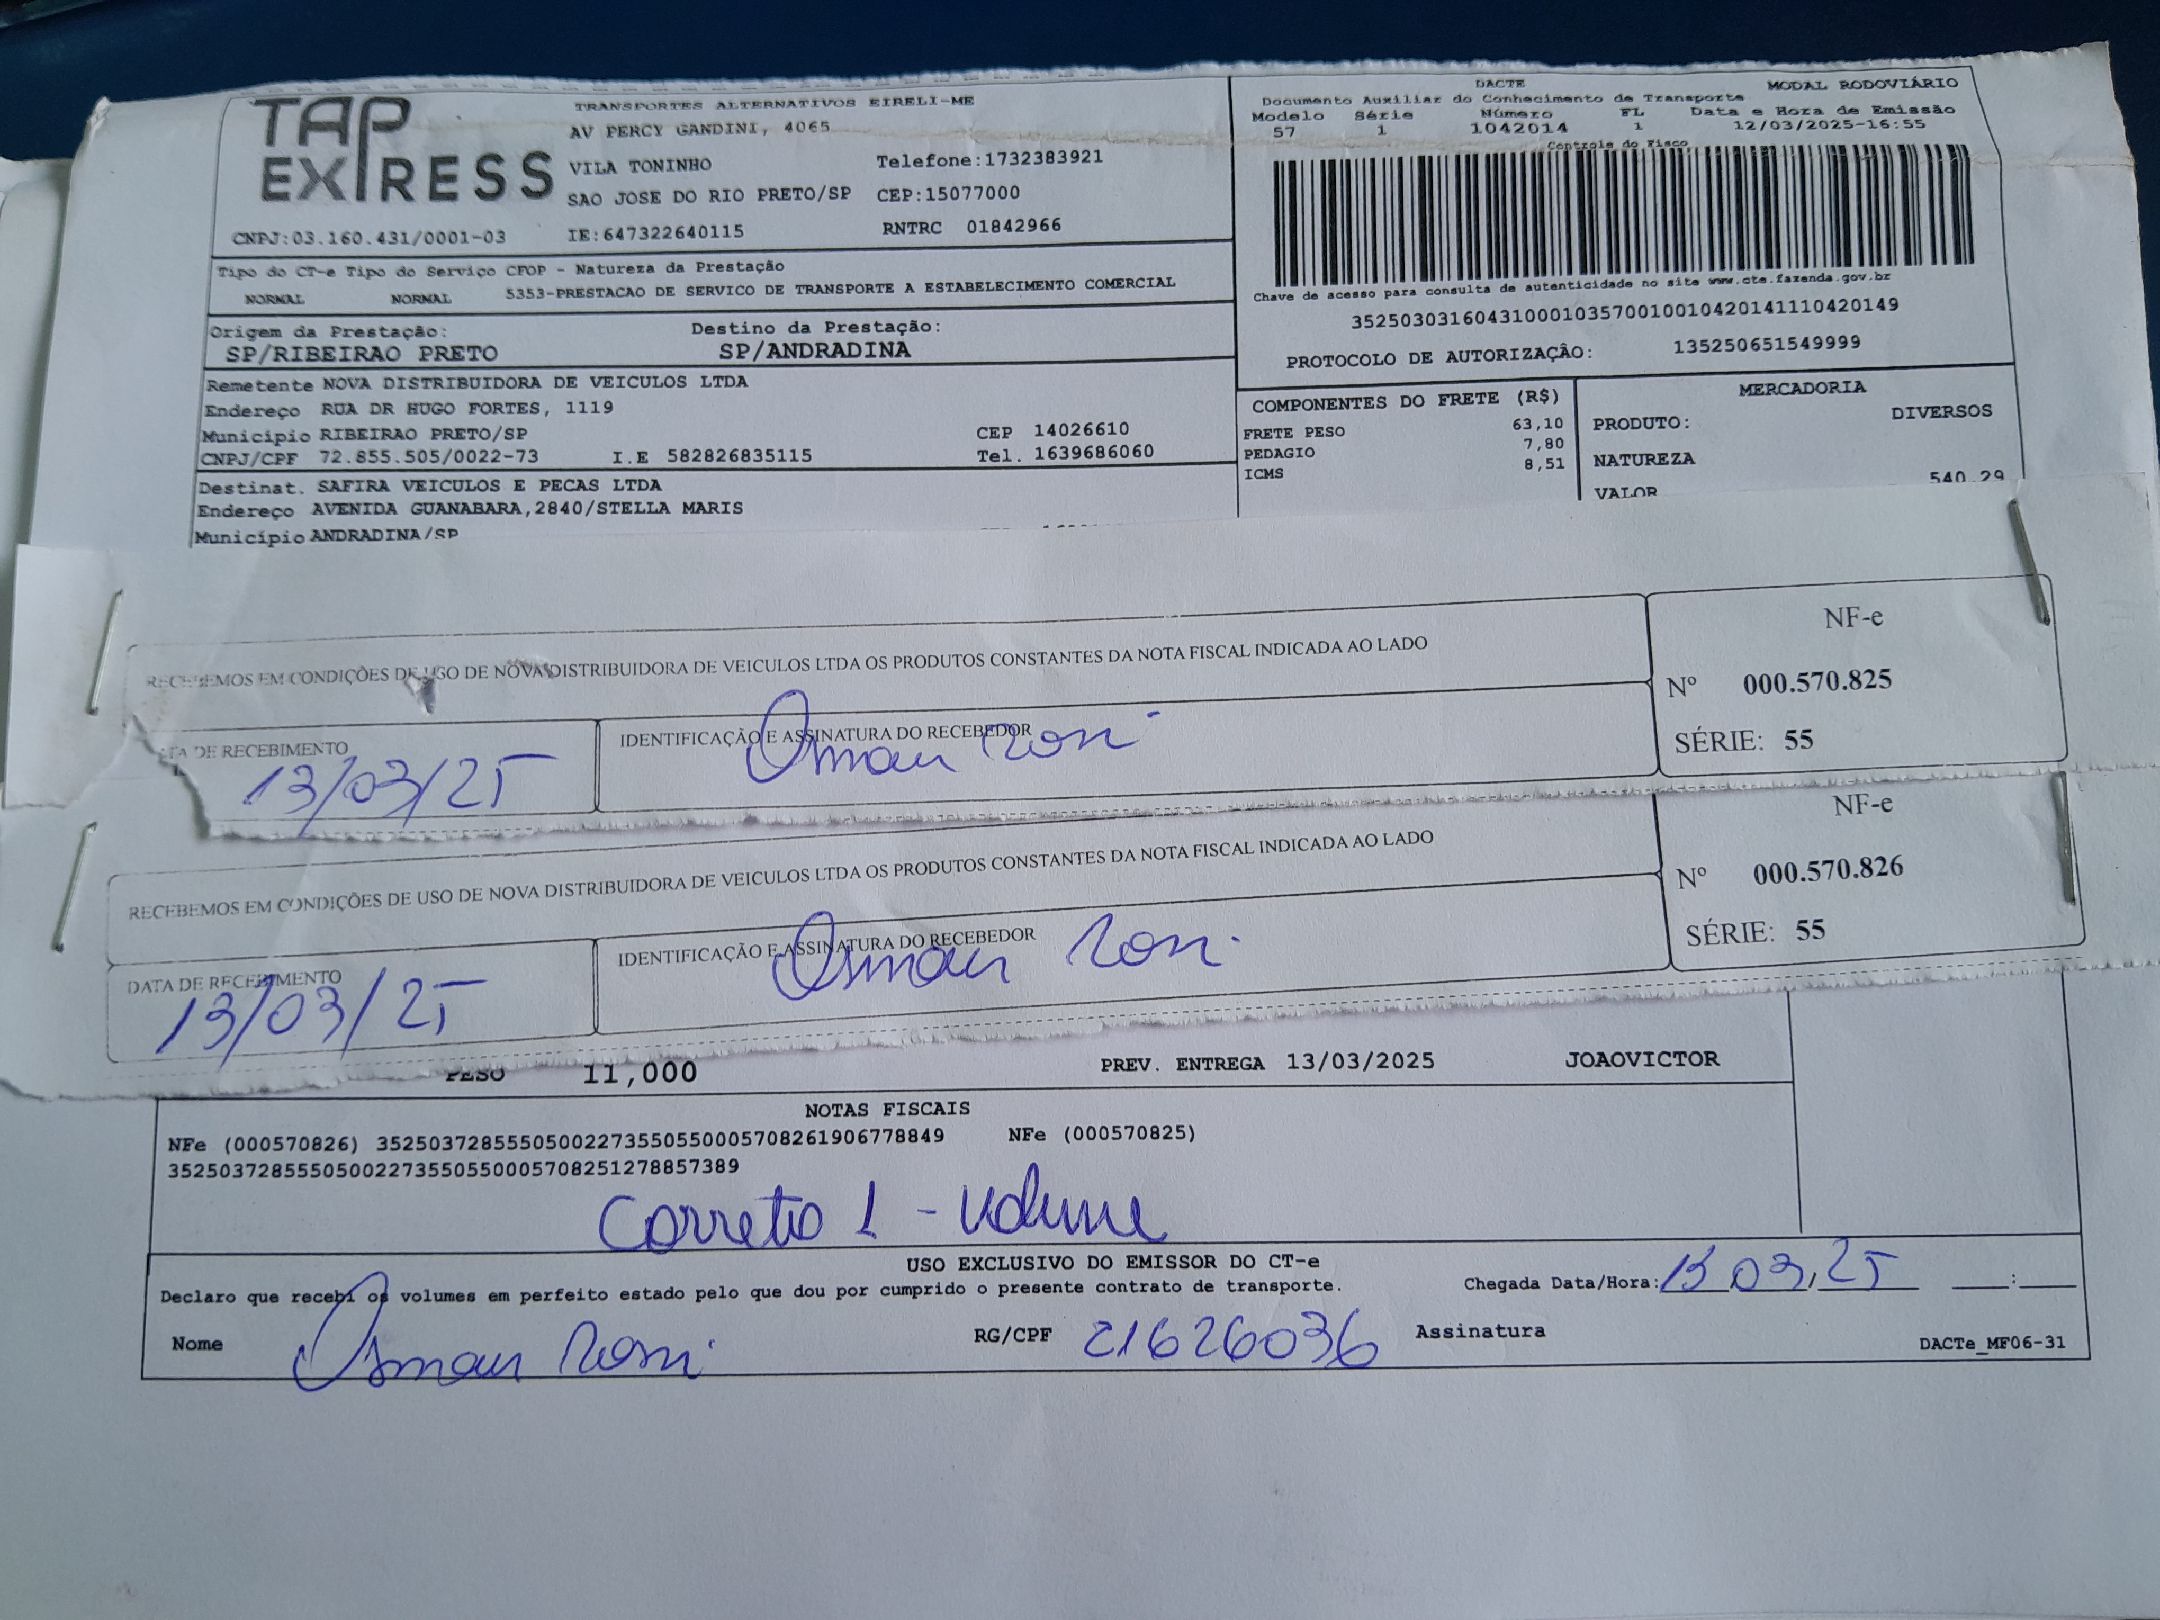 TAP EXPRESS
TRANSPORTES ALTERNATIVOS EIRELI-ME
AV PERCY GANDINI, 4065
VILA TONINHO Telefone:1732383921
SAO JOSE DO RIO PRETO/SP CEP:15077000
CNPJ:03.160.431/0001-03 IE:647322640115 RNTRC 01842966
DACTE MODAL RODOVIÁRIO
Documento Auxiliar do Conhecimento de Transporte
Modelo Série Número FL Data e Hora de Emissão
57 1 1042014 1 12/03/2025-16:55
Controle do Fisco
Chave de acesso para consulta de autenticidade no site www.cte.fazenda.gov.br
35250303160431000103570010010420141110420149
PROTOCOLO DE AUTORIZAÇÃO: 135250651549999
Tipo do CT-e Tipo do Serviço CFOP - Natureza da Prestação
NORMAL NORMAL 5353-PRESTACAO DE SERVICO DE TRANSPORTE A ESTABELECIMENTO COMERCIAL
Origem da Prestação: Destino da Prestação:
SP/RIBEIRAO PRETO SP/ANDRADINA
Remetente NOVA DISTRIBUIDORA DE VEICULOS LTDA
Endereço RUA DR HUGO FORTES, 1119
Município RIBEIRAO PRETO/SP CEP 14026610
CNPJ/CPF 72.855.505/0022-73 I.E 582826835115 Tel. 1639686060
Destinat. SAFIRA VEICULOS E PECAS LTDA
Endereço AVENIDA GUANABARA,2840/STELLA MARIS
Município ANDRADINA/SP
COMPONENTES DO FRETE (R$)
FRETE PESO 63,10
PEDAGIO 7,80
ICMS 8,51
MERCADORIA
PRODUTO: DIVERSOS
NATUREZA
VALOR 540,29
RECEBEMOS EM CONDIÇÕES DE USO DE NOVA DISTRIBUIDORA DE VEICULOS LTDA OS PRODUTOS CONSTANTES DA NOTA FISCAL INDICADA AO LADO
NF-e
Nº 000.570.825
SÉRIE: 55
DATA DE RECEBIMENTO
13/03/25
IDENTIFICAÇÃO E ASSINATURA DO RECEBEDOR
Osmar Roni
RECEBEMOS EM CONDIÇÕES DE USO DE NOVA DISTRIBUIDORA DE VEICULOS LTDA OS PRODUTOS CONSTANTES DA NOTA FISCAL INDICADA AO LADO
NF-e
Nº 000.570.826
SÉRIE: 55
DATA DE RECEBIMENTO
13/03/25
IDENTIFICAÇÃO E ASSINATURA DO RECEBEDOR
Osmar Roni
PESO 11,000 PREV. ENTREGA 13/03/2025 JOAOVICTOR
NOTAS FISCAIS
NFe (000570826) 35250372855505002273550550005708261906778849 NFe (000570825)
35250372855505002273550550005708251278857389
Correto 1 - Volume
USO EXCLUSIVO DO EMISSOR DO CT-e
Declaro que recebi os volumes em perfeito estado pelo que dou por cumprido o presente contrato de transporte. Chegada Data/Hora: 13 03 25 __:__
Nome Osmar Roni RG/CPF 21626036 Assinatura
DACTe_MF06-31